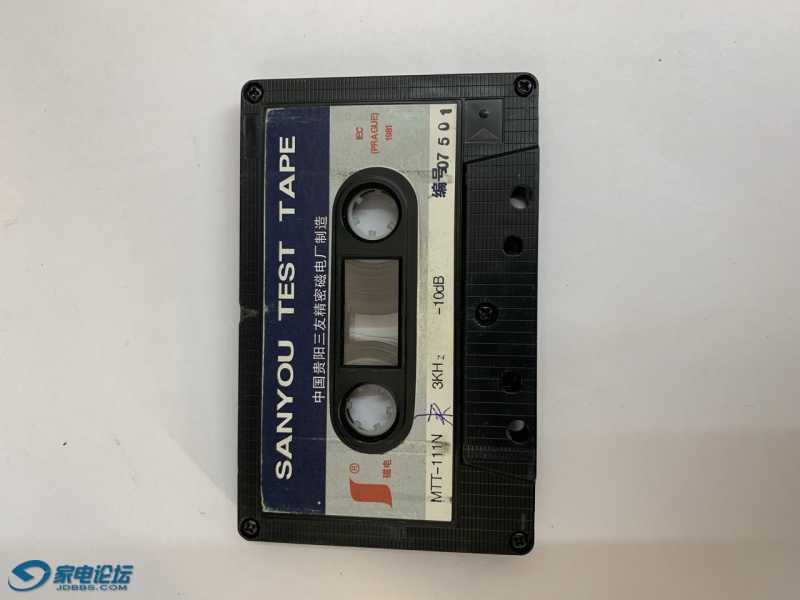 SANYOU TEST TAPE
中国贵阳三友精密磁电厂制造
IEC
(PRAGUE)
1981
®
磁电
编号07501
MTT-111N 3KHz -10dB
家电论坛
JDBBS.COM